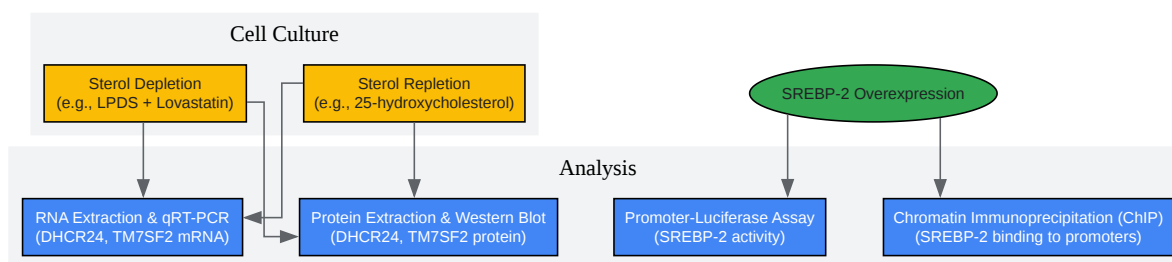 Cell Culture
Sterol Depletion
(e.g., LPDS + Lovastatin)
Sterol Repletion
(e.g., 25-hydroxycholesterol)
SREBP-2 Overexpression
Analysis
RNA Extraction & qRT-PCR
(DHCR24, TM7SF2 mRNA)
Protein Extraction & Western Blot
(DHCR24, TM7SF2 protein)
Promoter-Luciferase Assay
(SREBP-2 activity)
Chromatin Immunoprecipitation (ChIP)
(SREBP-2 binding to promoters)